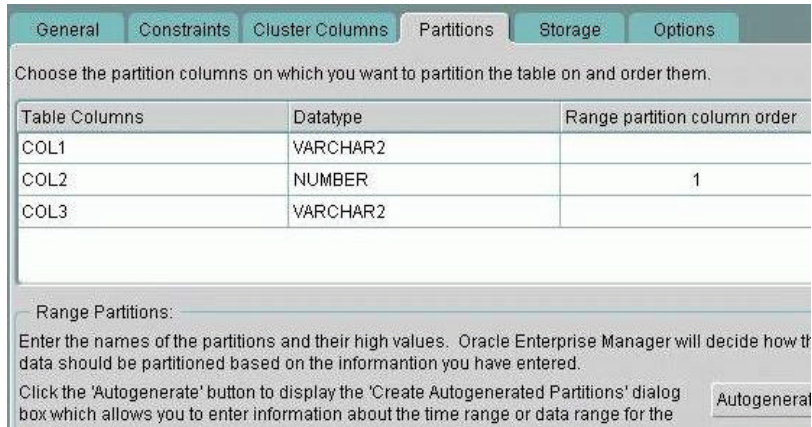 General Constraints Cluster Columns Partitions Storage Options
Choose the partition columns on which you want to partition the table on and order them.
Table Columns Datatype Range partition column order
COL1 VARCHAR2
COL2 NUMBER 1
COL3 VARCHAR2
Range Partitions:
Enter the names of the partitions and their high values. Oracle Enterprise Manager will decide how
data should be partitioned based on the informantion you have entered.
Click the 'Autogenerate' button to display the 'Create Autogenerated Partitions' dialog
box which allows you to enter information about the time range or data range for the
Autogenerat